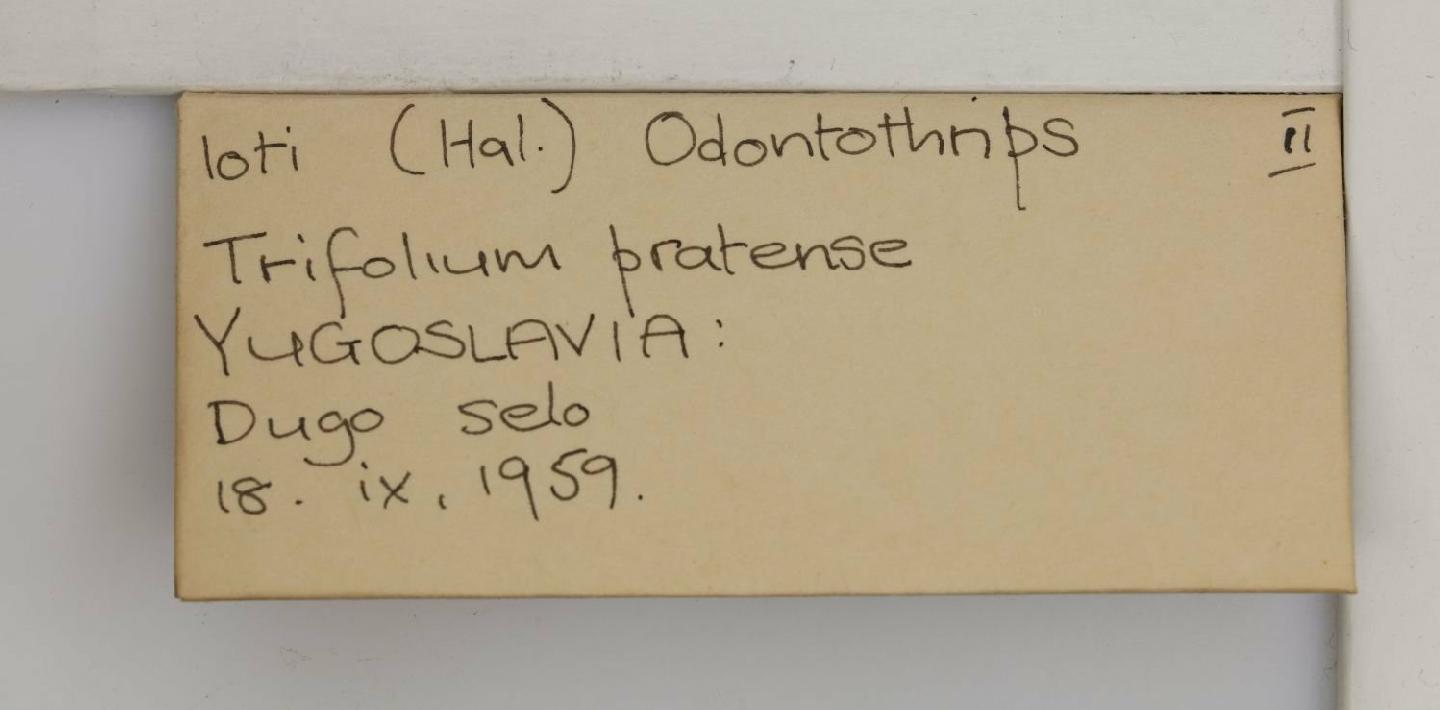 loti (Hal.) Odontothrips II
Trifolium pratense
YUGOSLAVIA:
Dugo selo
18. ix. 1959.